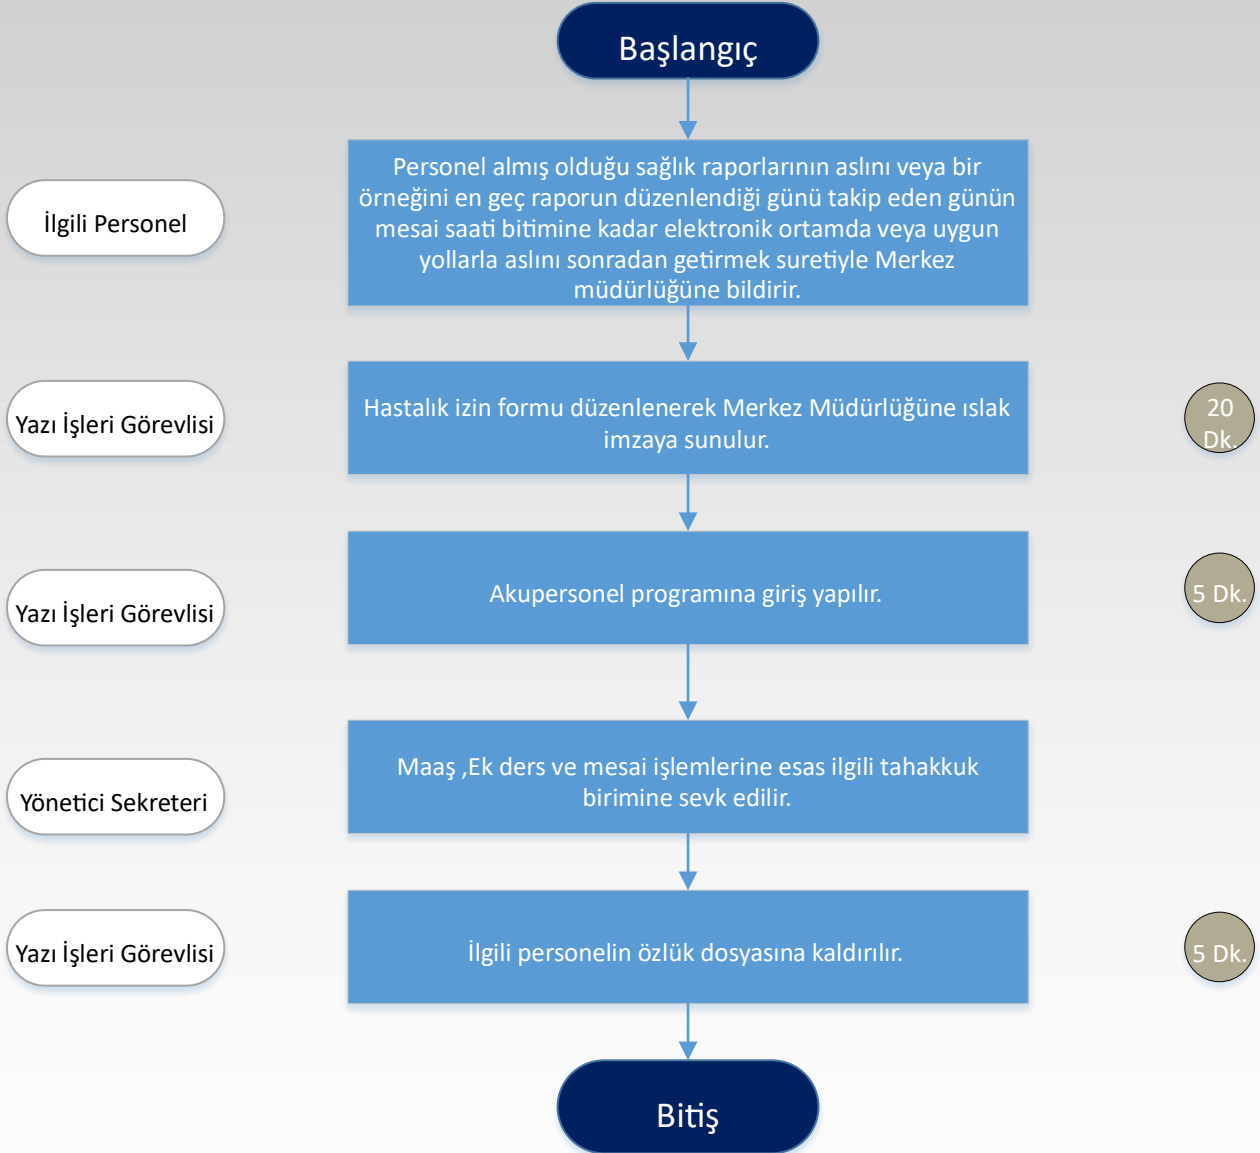 Başlangıç
İlgili Personel
Personel almış olduğu sağlık raporlarının aslını veya bir
örneğini en geç raporun düzenlendiği günü takip eden günün
mesai saati bitimine kadar elektronik ortamda veya uygun
yollarla aslını sonradan getirmek suretiyle Merkez
müdürlüğüne bildirir.
Yazı İşleri Görevlisi
Hastalık izin formu düzenlenerek Merkez Müdürlüğüne ıslak
imzaya sunulur.
20
Dk.
Yazı İşleri Görevlisi
Akupersonel programına giriş yapılır.
5 Dk.
Yönetici Sekreteri
Maaş ,Ek ders ve mesai işlemlerine esas ilgili tahakkuk
birimine sevk edilir.
Yazı İşleri Görevlisi
İlgili personelin özlük dosyasına kaldırılır.
5 Dk.
Bitiş